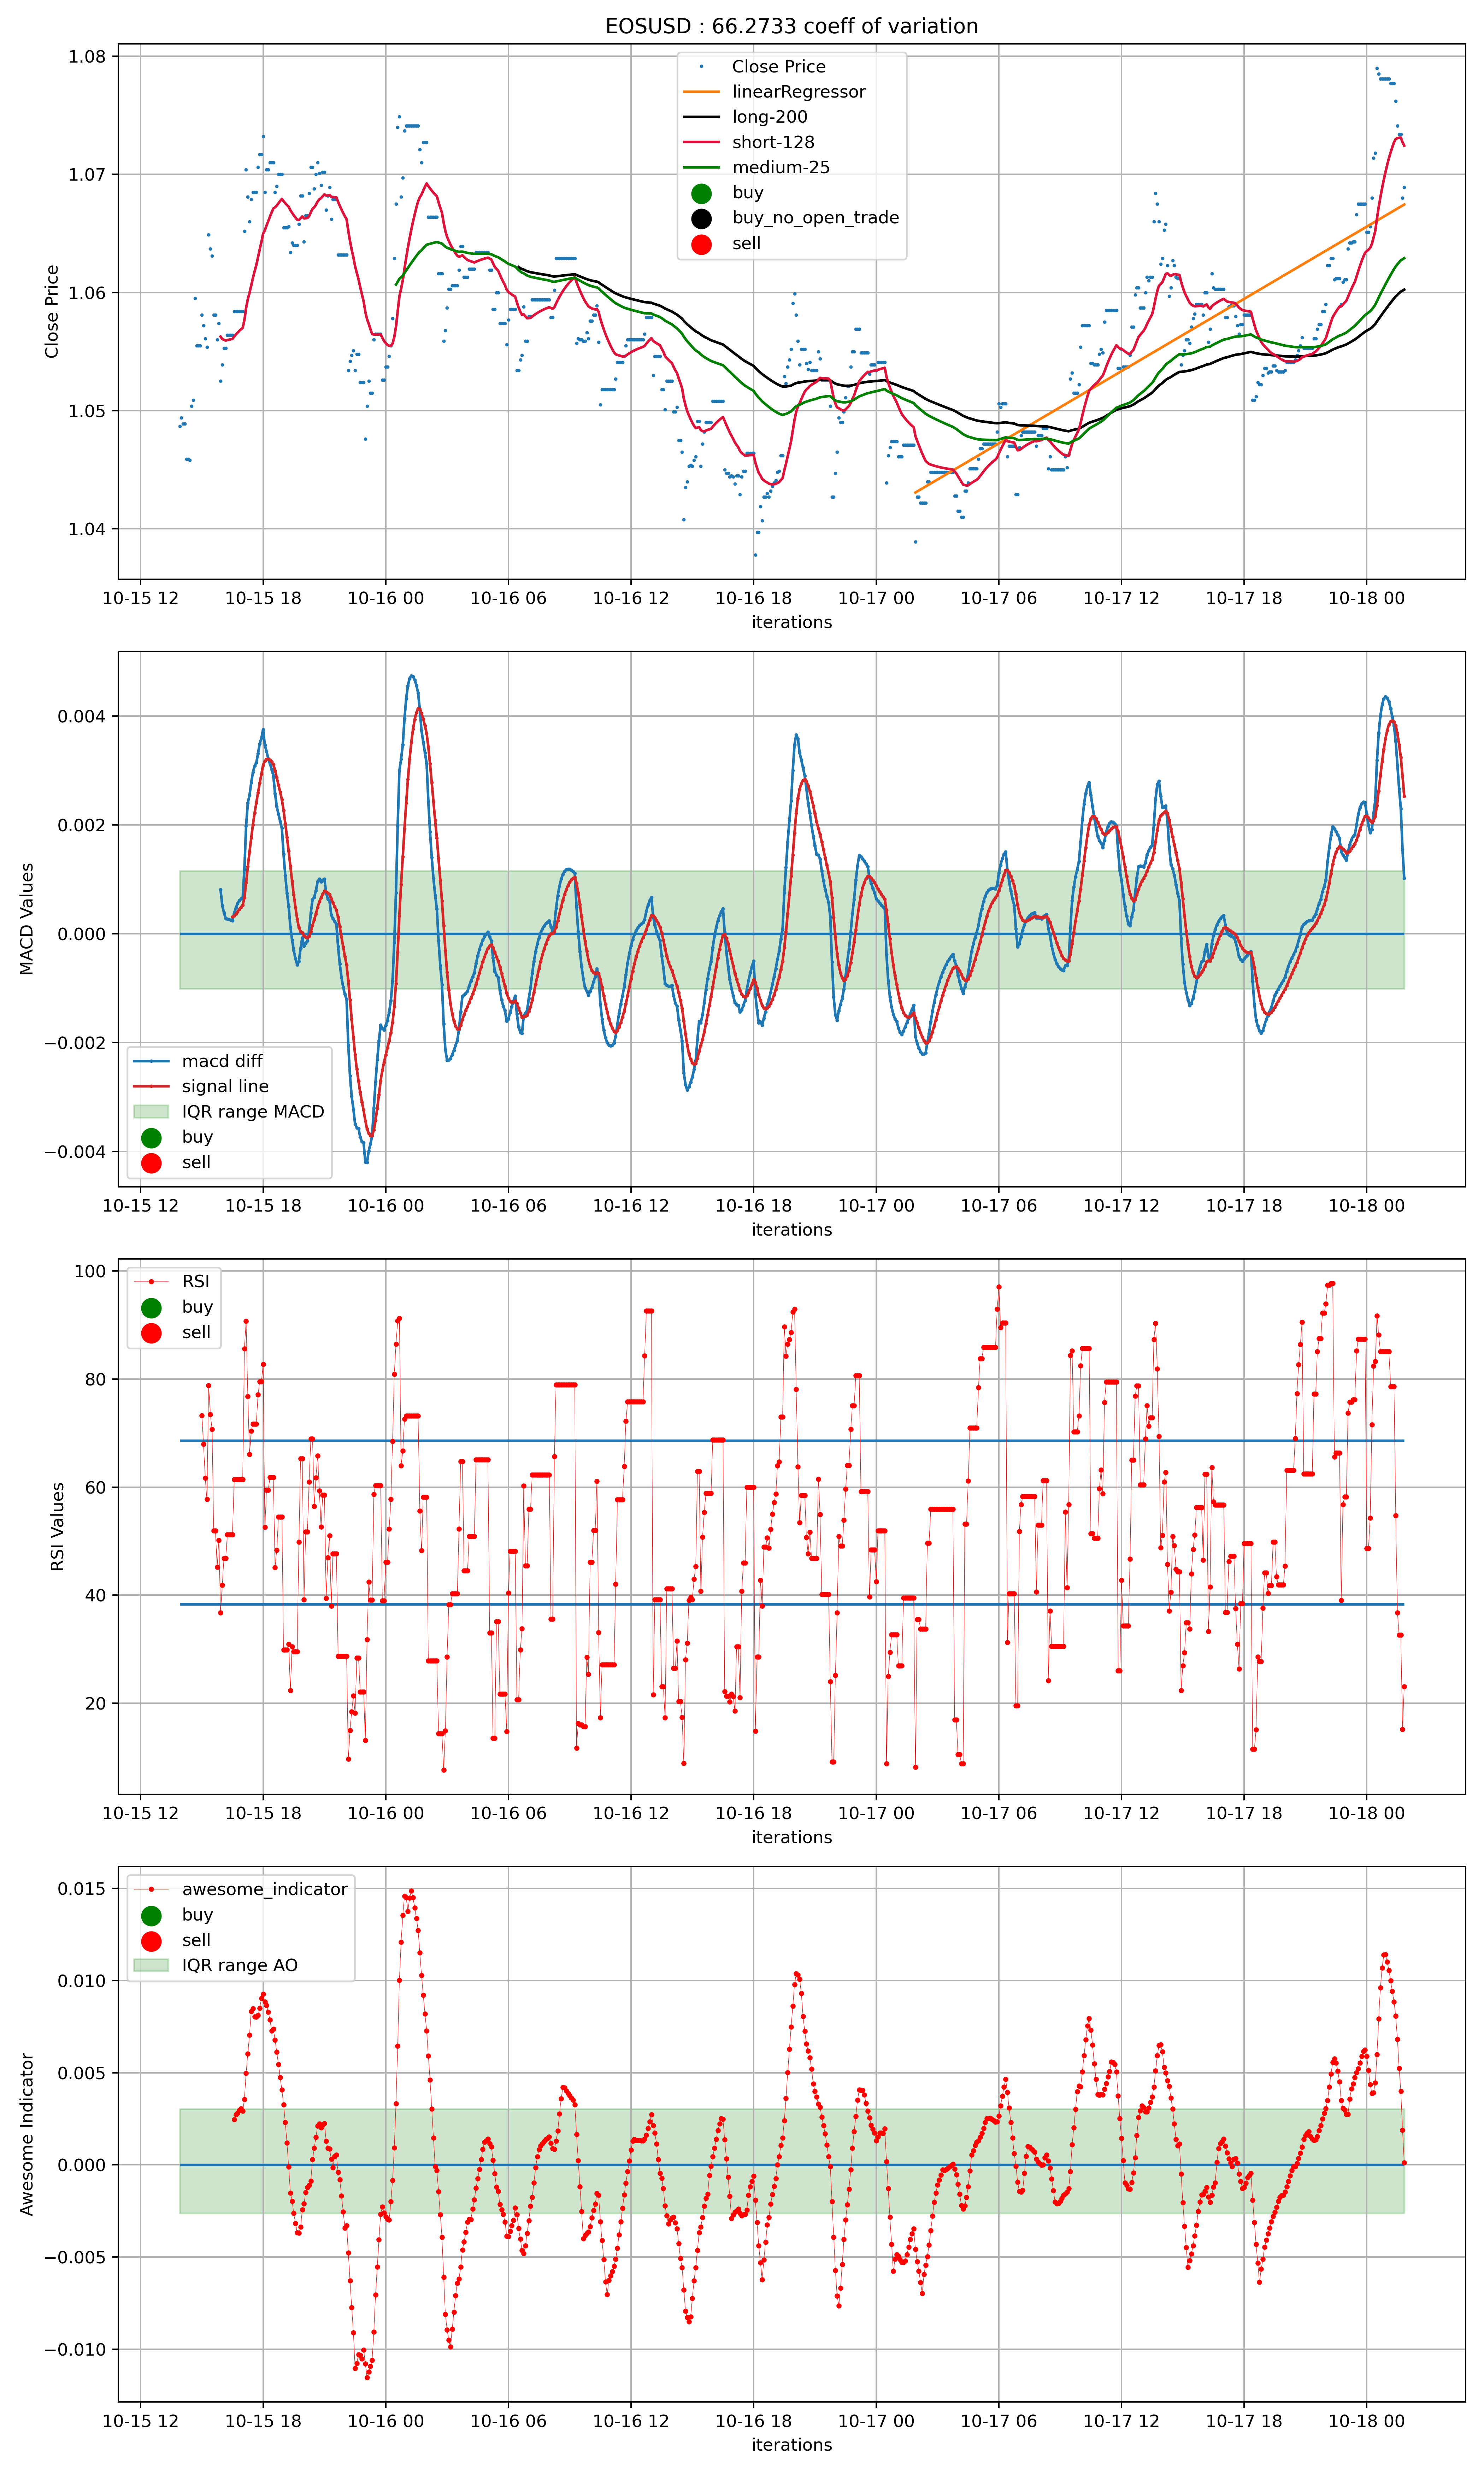 EOSUSD : 66.2733 coeff of variation
1.08
1.07
1.06
1.05
1.04
Close Price
Close Price
linearRegressor
long-200
short-128
medium-25
buy
buy_no_open_trade
sell
10-15 12 10-15 18 10-16 00 10-16 06 10-16 12 10-16 18 10-17 00 10-17 06 10-17 12 10-17 18 10-18 00
iterations
0.004
0.002
0.000
−0.002
−0.004
MACD Values
macd diff
signal line
IQR range MACD
buy
sell
10-15 12 10-15 18 10-16 00 10-16 06 10-16 12 10-16 18 10-17 00 10-17 06 10-17 12 10-17 18 10-18 00
iterations
100
80
60
40
20
RSI Values
RSI
buy
sell
10-15 12 10-15 18 10-16 00 10-16 06 10-16 12 10-16 18 10-17 00 10-17 06 10-17 12 10-17 18 10-18 00
iterations
0.015
0.010
0.005
0.000
−0.005
−0.010
Awesome Indicator
awesome_indicator
buy
sell
IQR range AO
10-15 12 10-15 18 10-16 00 10-16 06 10-16 12 10-16 18 10-17 00 10-17 06 10-17 12 10-17 18 10-18 00
iterations